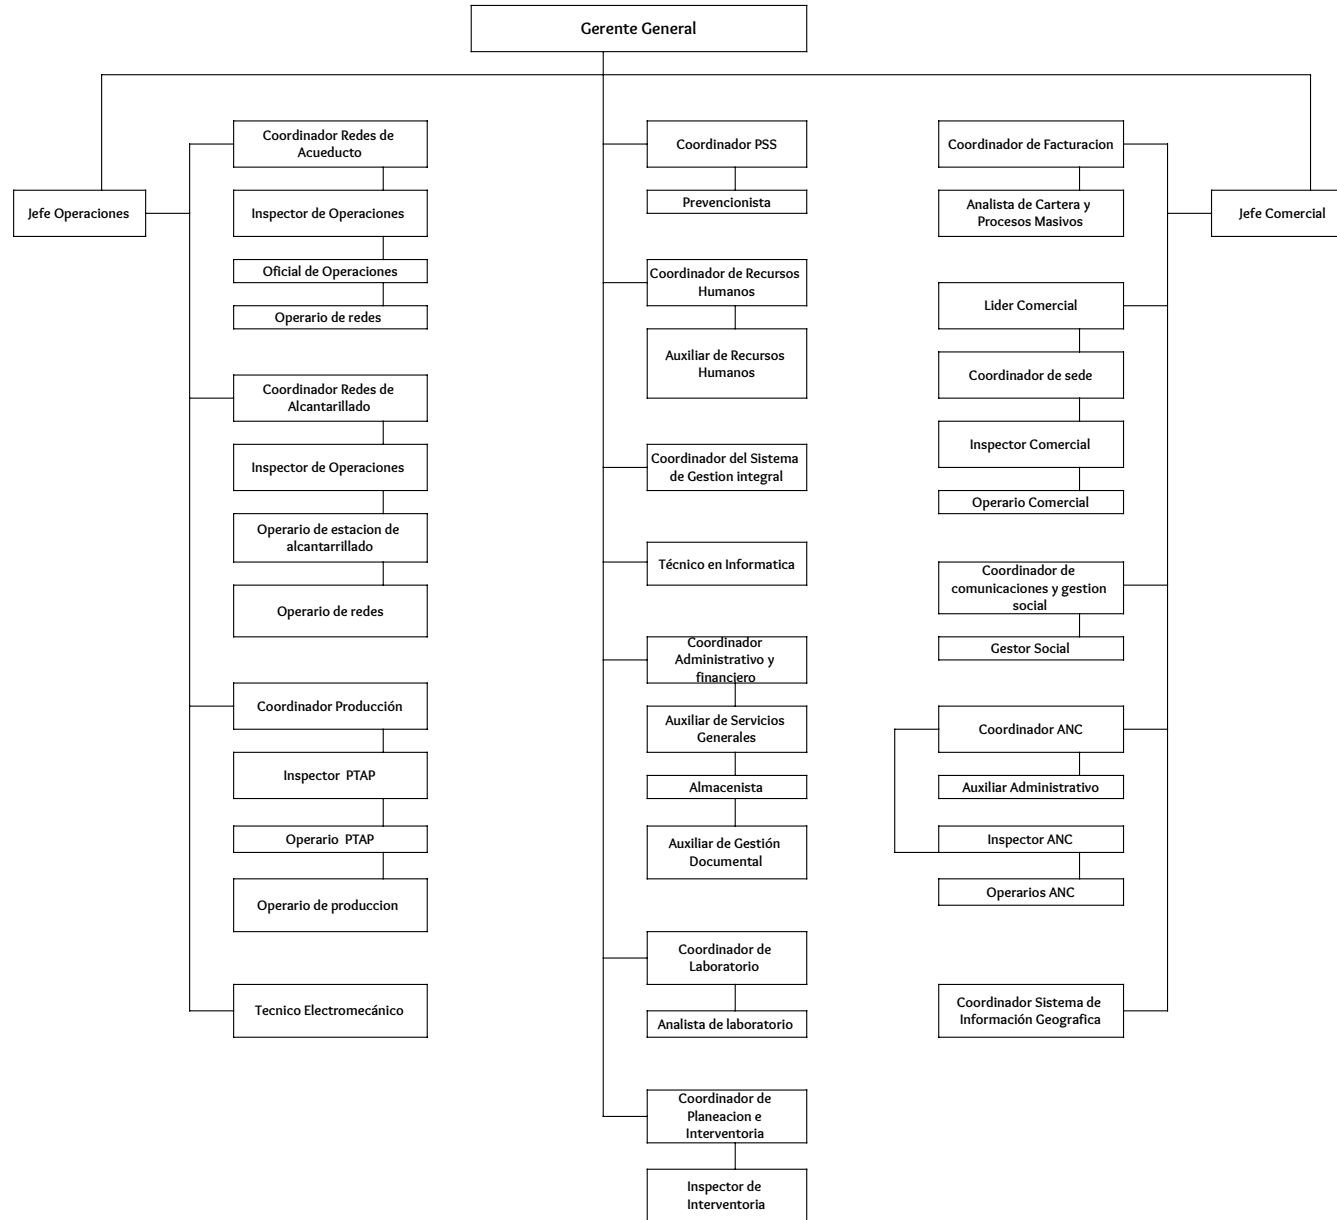 Gerente General
Jefe Operaciones
Coordinador Redes de
Acueducto
Inspector de Operaciones
Oficial de Operaciones
Operario de redes
Coordinador Redes de
Alcantarillado
Inspector de Operaciones
Operario de estacion de
alcantarrillado
Operario de redes
Coordinador Producción
Inspector PTAP
Operario PTAP
Operario de produccion
Tecnico Electromecánico
Coordinador PSS
Prevencionista
Coordinador de Recursos
Humanos
Auxiliar de Recursos
Humanos
Coordinador del Sistema
de Gestion integral
Técnico en Informatica
Coordinador
Administrativo y
financiero
Auxiliar de Servicios
Generales
Almacenista
Auxiliar de Gestión
Documental
Coordinador de
Laboratorio
Analista de laboratorio
Coordinador de
Planeacion e
Interventoria
Inspector de
Interventoria
Jefe Comercial
Coordinador de Facturacion
Analista de Cartera y
Procesos Masivos
Lider Comercial
Coordinador de sede
Inspector Comercial
Operario Comercial
Coordinador de
comunicaciones y gestion
social
Gestor Social
Coordinador ANC
Auxiliar Administrativo
Inspector ANC
Operarios ANC
Coordinador Sistema de
Información Geografica